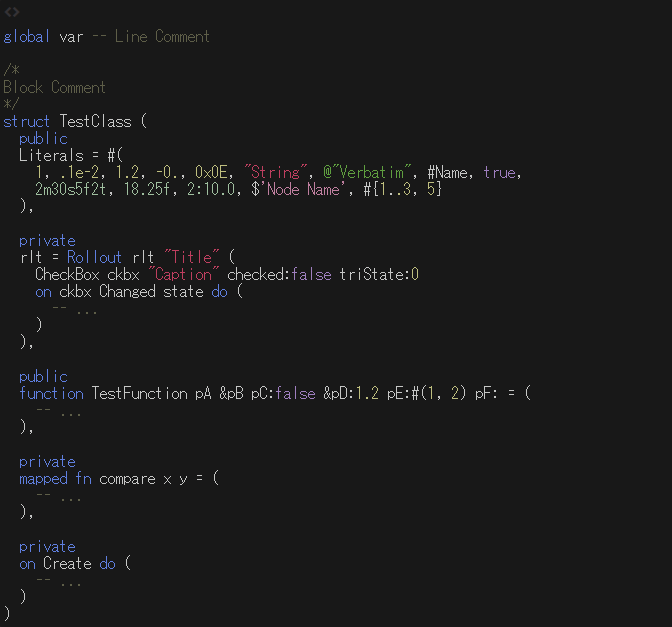 <>
global var -- Line Comment
/*
Block Comment
*/
struct TestClass (
  public
  Literals = #(
    1, .1e-2, 1.2, -0., 0x0E, "String", @"Verbatim", #Name, true,
    2m30s5f2t, 18.25f, 2:10.0, $'Node Name', #{1..3, 5}
  ),
  private
  rlt = Rollout rlt "Title" (
    CheckBox ckbx "Caption" checked:false triState:0
    on ckbx Changed state do (
      -- ...
    )
  ),
  public
  function TestFunction pA &pB pC:false &pD:1.2 pE:#(1, 2) pF: = (
    -- ...
  ),
  private
  mapped fn compare x y = (
    -- ...
  ),
  private
  on Create do (
    -- ...
  )
)